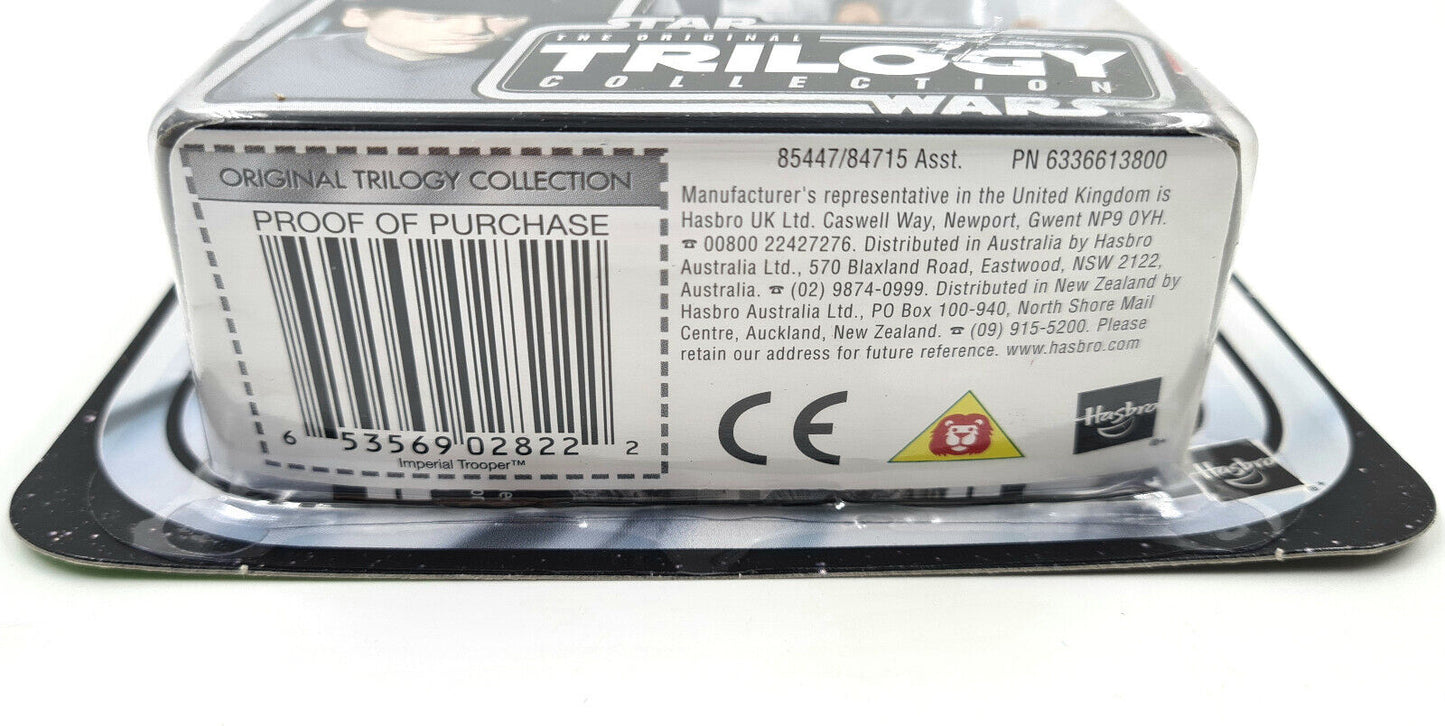 STAR
THE ORIGINAL
TRILOGY
COLLECTION
WARS
ORIGINAL TRILOGY COLLECTION
PROOF OF PURCHASE
6 53569 02822 2
Imperial Trooper™
85447/84715 Asst. PN 6336613800
Manufacturer's representative in the United Kingdom is
Hasbro UK Ltd. Caswell Way, Newport, Gwent NP9 0YH.
☎ 00800 22427276. Distributed in Australia by Hasbro
Australia Ltd., 570 Blaxland Road, Eastwood, NSW 2122,
Australia. ☎ (02) 9874-0999. Distributed in New Zealand by
Hasbro Australia Ltd., PO Box 100-940, North Shore Mail
Centre, Auckland, New Zealand. ☎ (09) 915-5200. Please
retain our address for future reference. www.hasbro.com
CE
Hasbro
Hasbro